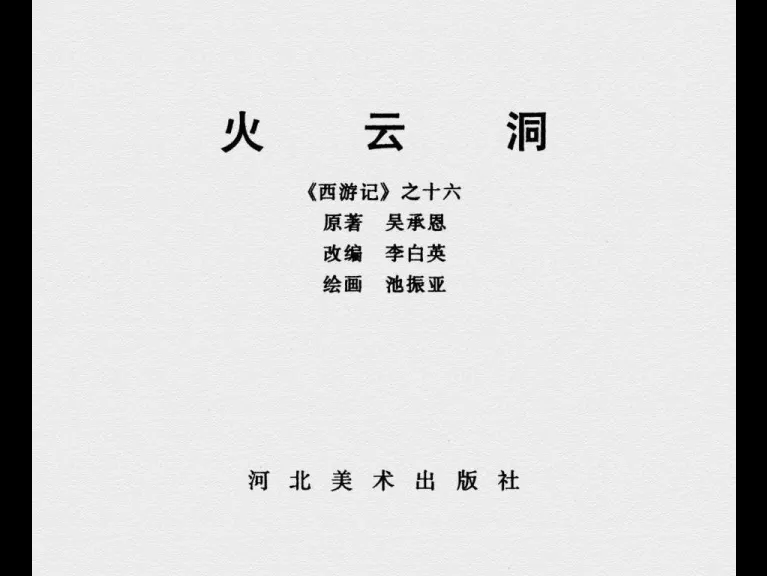 火云洞
《西游记》之十六
原著 吴承恩
改编 李白英
绘画 池振亚
河北美术出版社